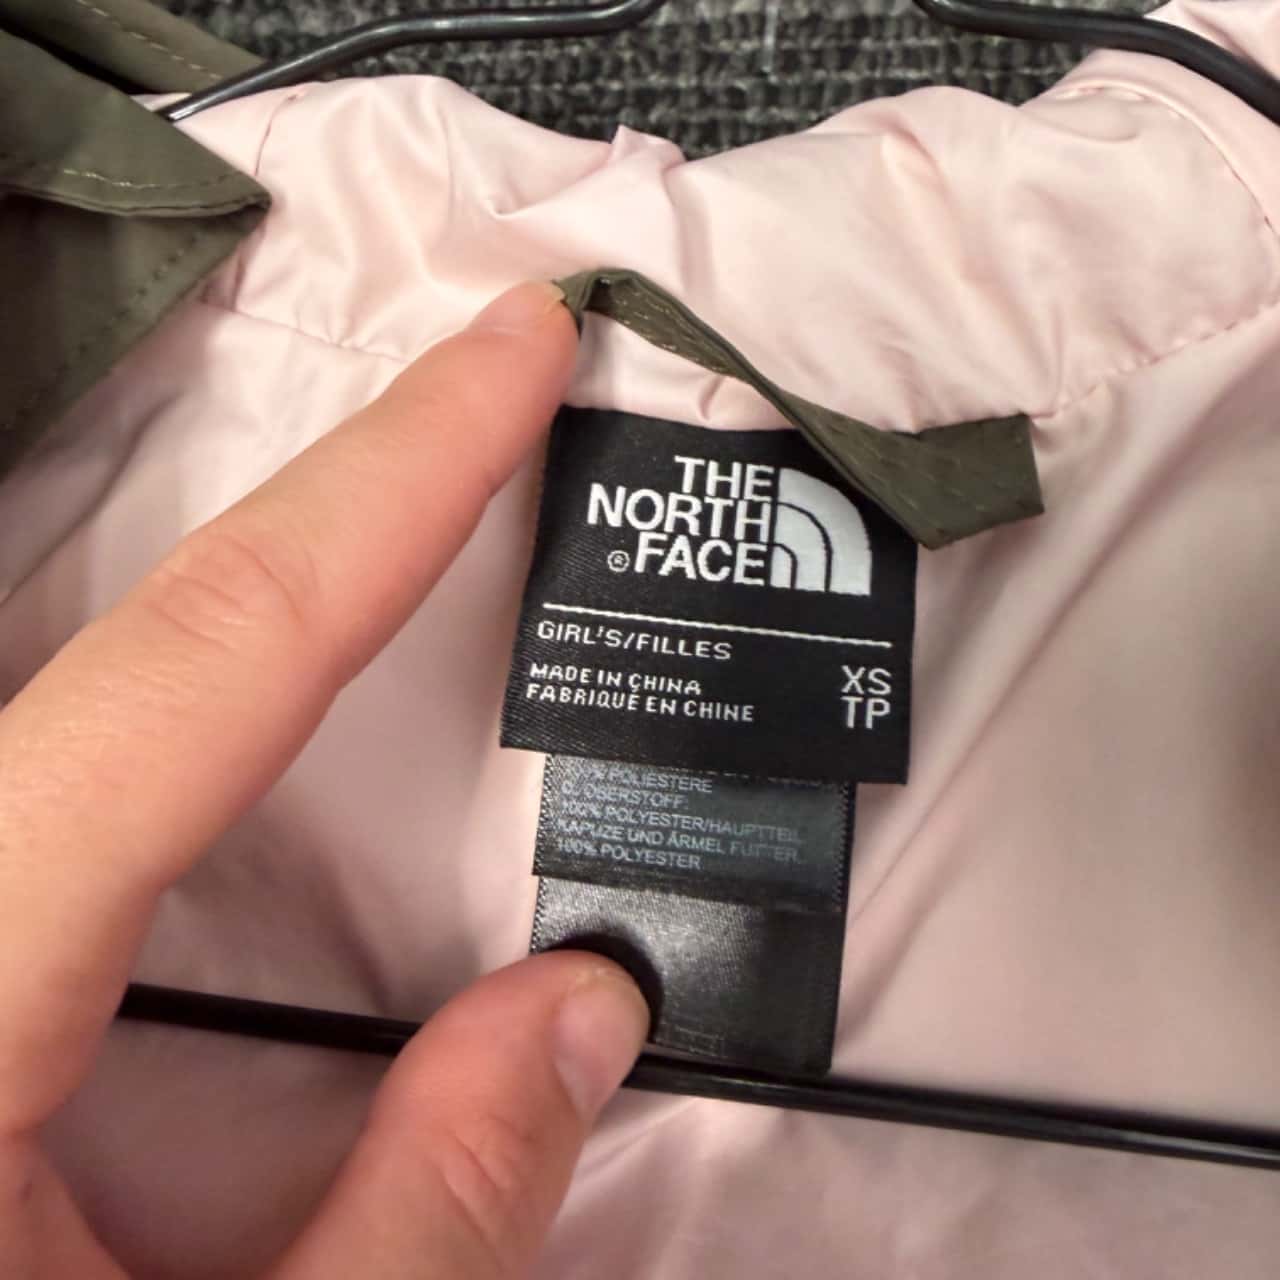 THE
NORTH
®FACE
GIRL'S/FILLES
MADE IN CHINA
FABRIQUÉ EN CHINE
XS
TP
POLIESTERE
OBERSTOFF:
100% POLYESTER/HAUPTTEIL,
KAPUZE UND ÄRMEL FUTTER:
100% POLYESTER